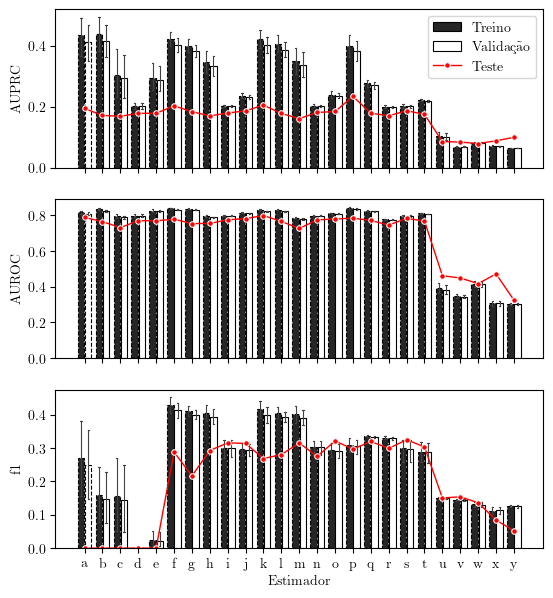 AUPRC
0.4
0.2
0.0
Treino
Validação
Teste
AUROC
0.8
0.6
0.4
0.2
0.0
f1
0.4
0.3
0.2
0.1
0.0
a b c d e f g h i j k l m n o p q r s t u v w x y
Estimador